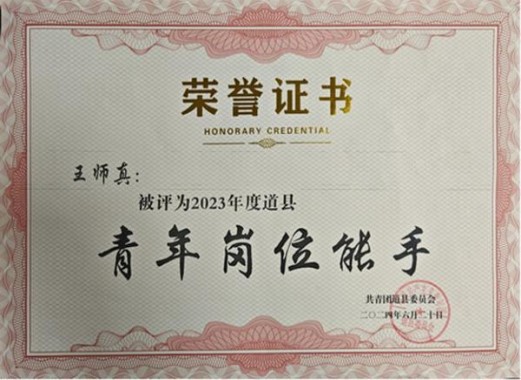 荣誉证书
HONORARY CREDENTIAL
王师真：
被评为2023年度道县
青年岗位能手
共青团道县委员会
二〇二四年六月二十日